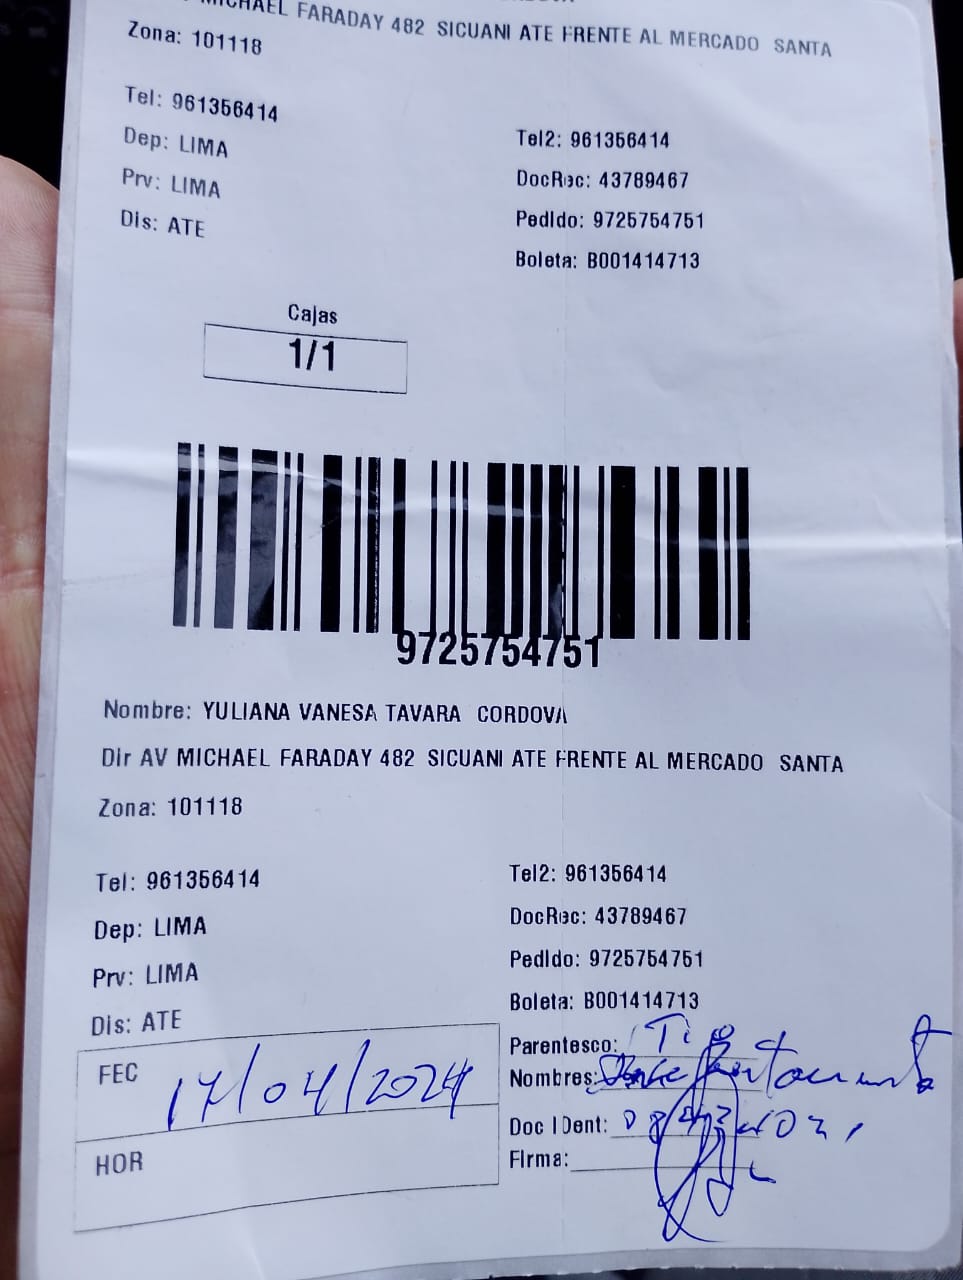 MICHAEL FARADAY 482 SICUANI ATE FRENTE AL MERCADO SANTA
Zona: 101118
Tel: 961356414
Tel2: 961356414
Dep: LIMA
DocRec: 43789467
Prv: LIMA
Pedido: 9725754751
Dis: ATE
Boleta: B001414713
Cajas
1/1
9725754751
Nombre: YULIANA VANESA TAVARA CORDOVA
Dir AV MICHAEL FARADAY 482 SICUANI ATE FRENTE AL MERCADO SANTA
Zona: 101118
Tel: 961356414
Tel2: 961356414
Dep: LIMA
DocRec: 43789467
Prv: LIMA
Pedido: 9725754751
Dis: ATE
Boleta: B001414713
FEC 17/04/2024
Parentesco: Tio
Nombres:
Doc IDent:
HOR
Firma: